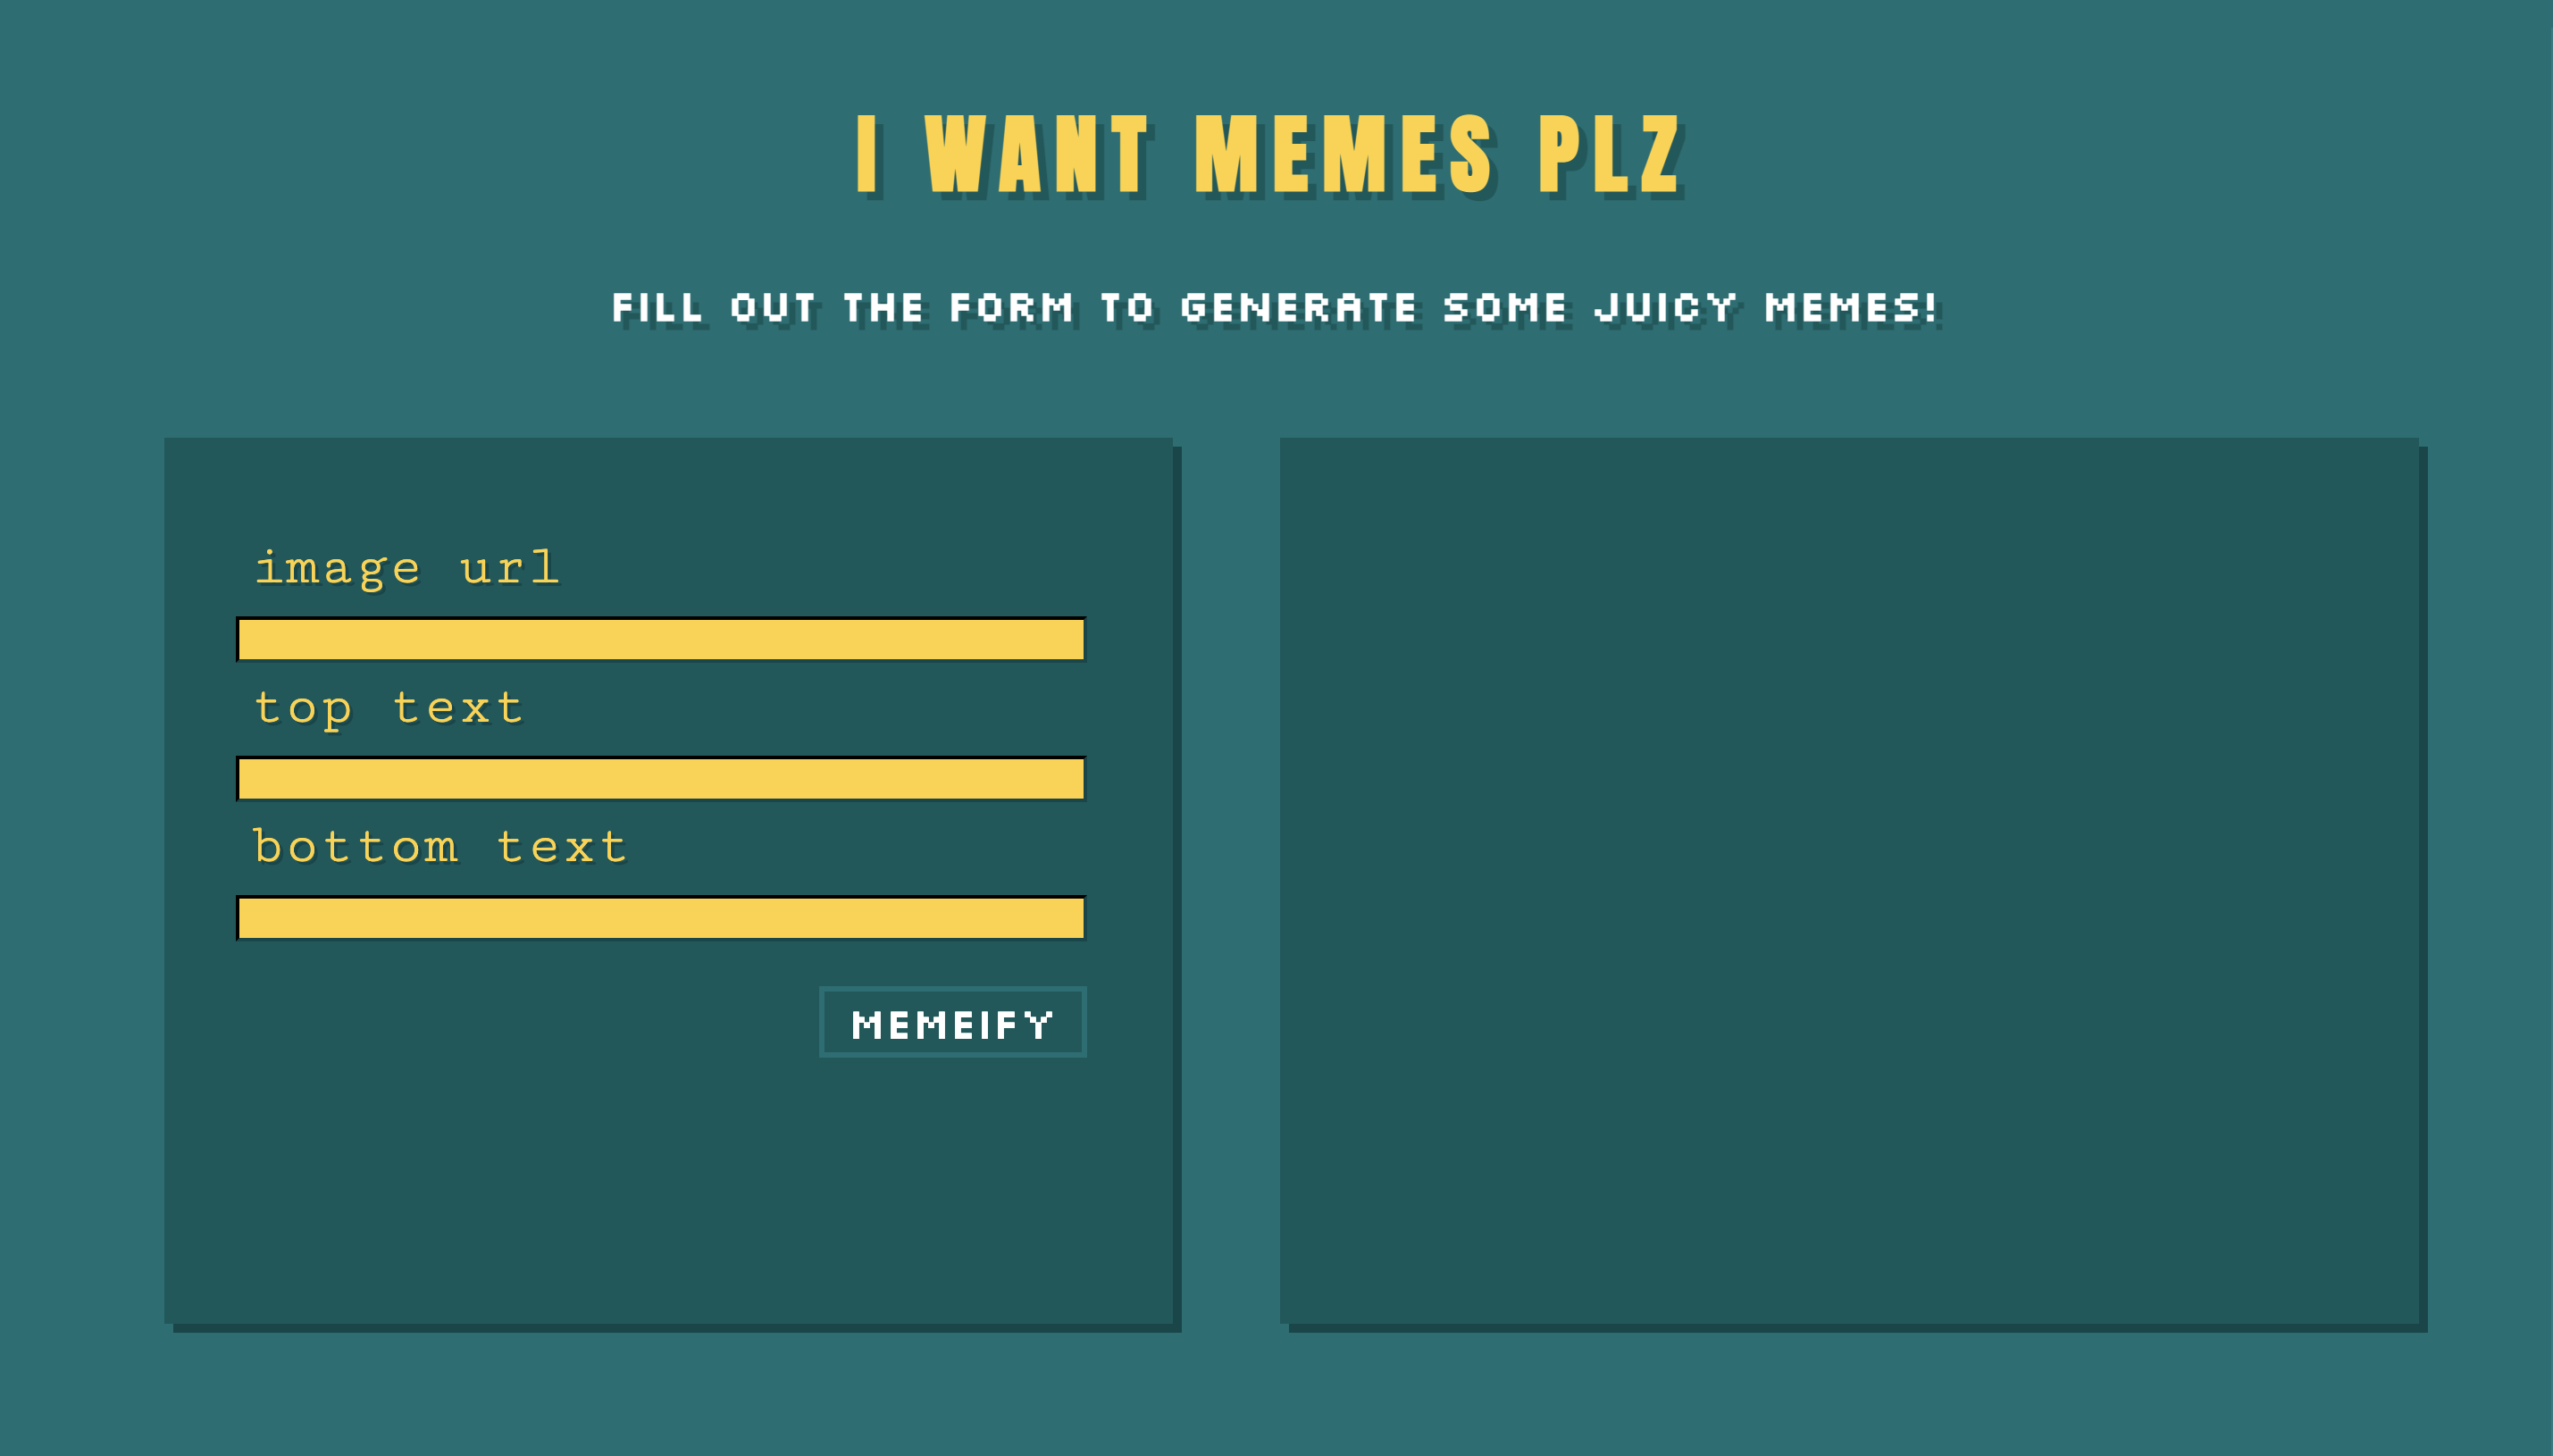 I WANT MEMES PLZ
FILL OUT THE FORM TO GENERATE SOME JUICY MEMES!
image url
top text
bottom text
MEMEIFY